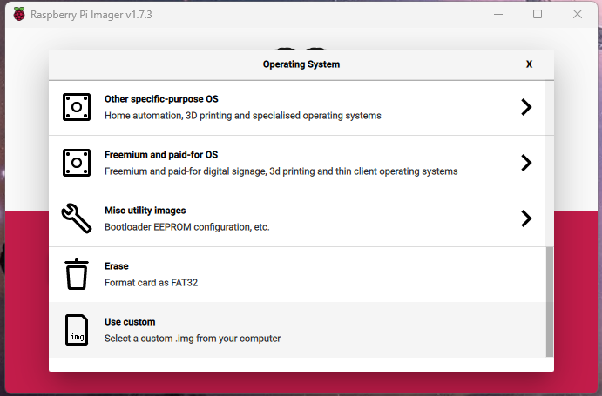 Raspberry Pi Imager v1.7.3
Operating System
X
Other specific-purpose OS
Home automation, 3D printing and specialised operating systems
Freemium and paid-for OS
Freemium and paid-for digital signage, 3d printing and thin client operating systems
Misc utility images
Bootloader EEPROM configuration, etc.
Erase
Format card as FAT32
img
Use custom
Select a custom .img from your computer